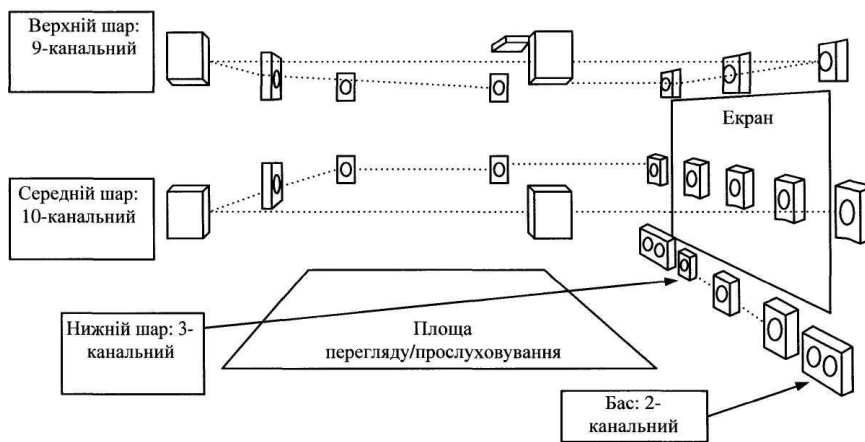 Верхній шар:
9-канальний
Екран
Середній шар:
10-канальний
Нижній шар: 3-
канальний
Площа
перегляду/прослуховування
Бас: 2-
канальний